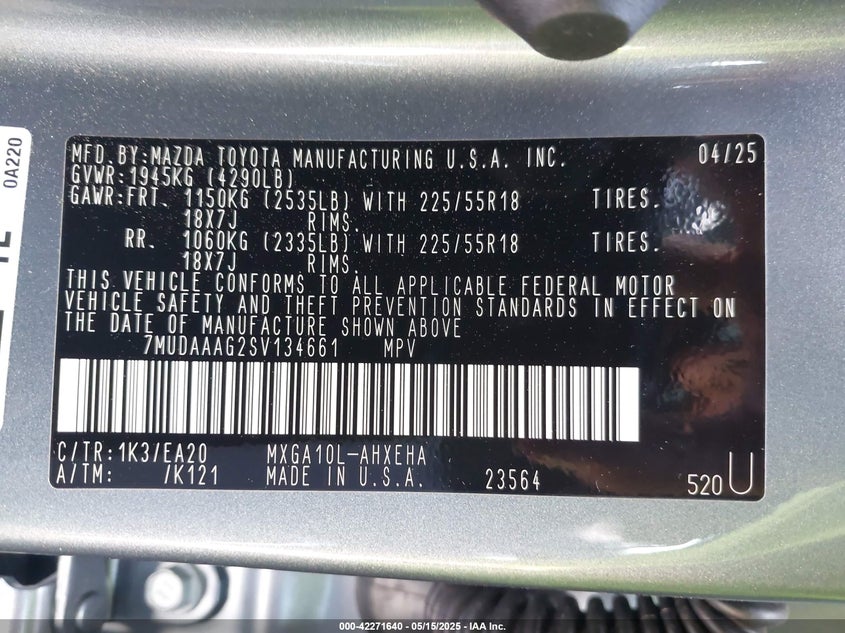 MFD.BY:MAZDA TOYOTA MANUFACTURING U.S.A. INC. 04/25
GVWR:1945KG (4290LB)
GAWR:FRT. 1150KG (2535LB) WITH 225/55R18 TIRES.
18X7J RIMS.
RR. 1060KG (2335LB) WITH 225/55R18 TIRES.
18X7J RIMS.
THIS VEHICLE CONFORMS TO ALL APPLICABLE FEDERAL MOTOR
VEHICLE SAFETY AND THEFT PREVENTION STANDARDS IN EFFECT ON
THE DATE OF MANUFACTURE SHOWN ABOVE
7MUDAAAG2SV134661 MPV
C/TR:1K3/EA20 MXGA10L-AHXEHA
A/TM: /K121 MADE IN U.S.A. 23564 520U
0A220
000-42271640 - 05/15/2025 - IAA Inc.